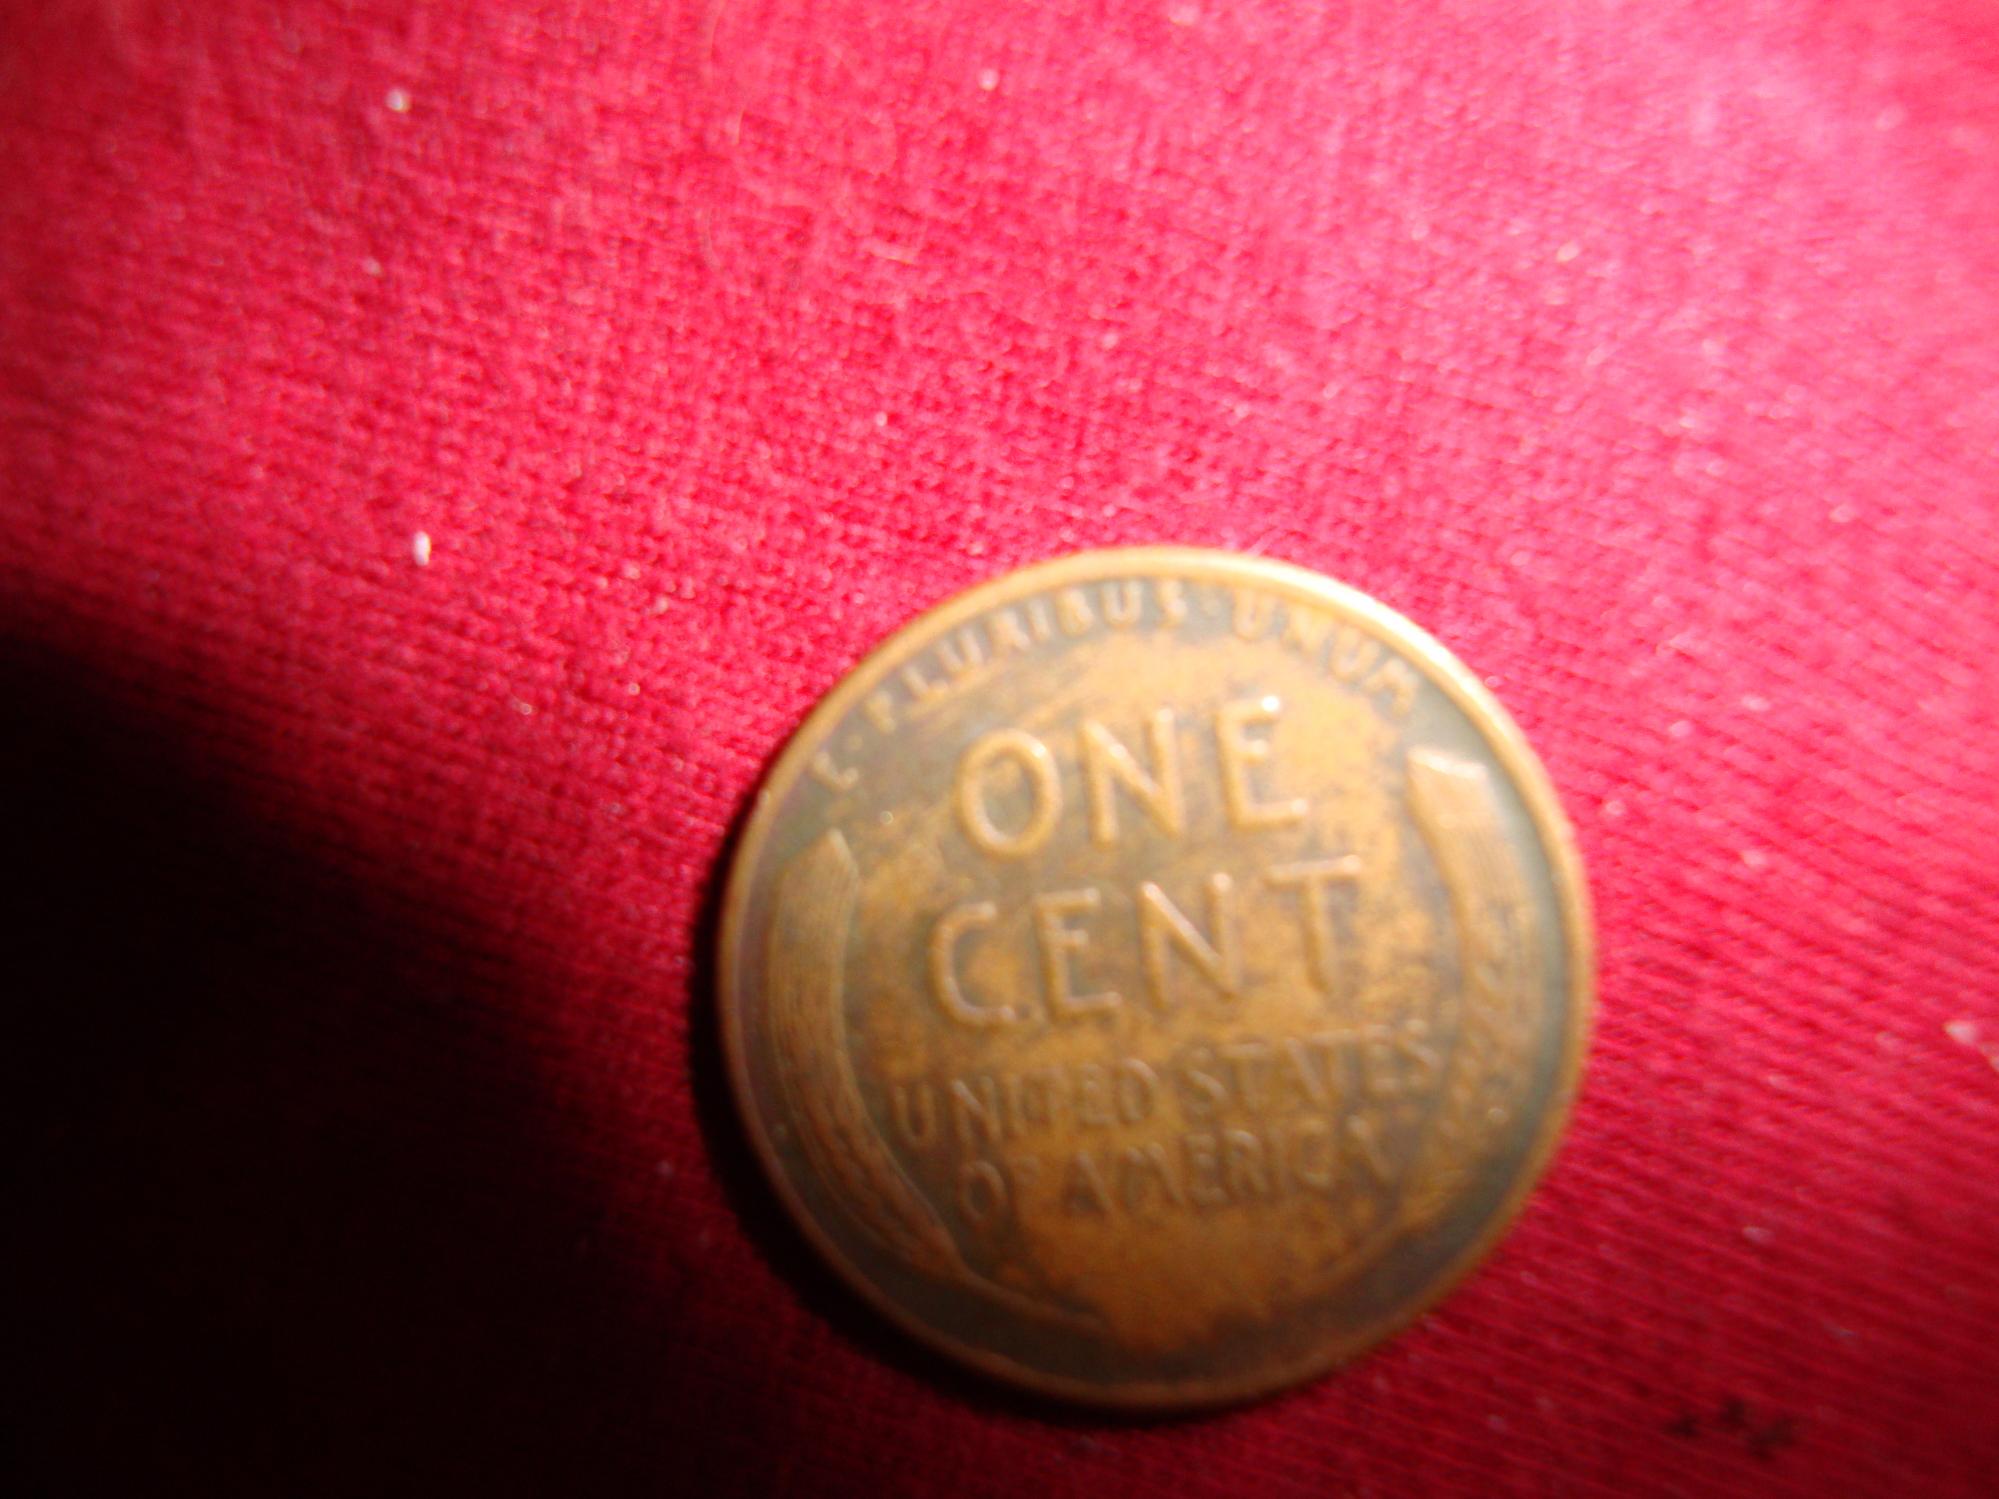 E·PLURIBUS·UNUM
ONE
CENT
UNITED STATES
OF AMERICA